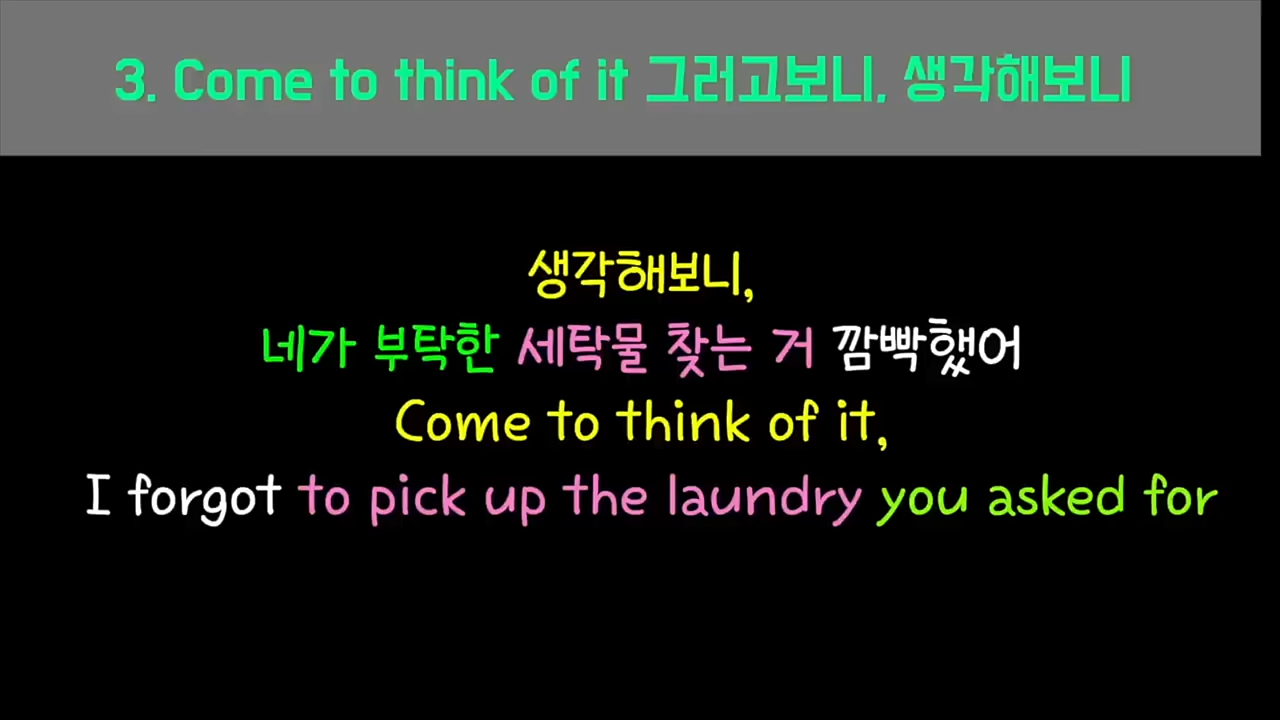 3. Come to think of it 그러고보니, 생각해보니
생각해보니,
네가 부탁한 세탁물 찾는 거 깜빡했어
Come to think of it,
I forgot to pick up the laundry you asked for